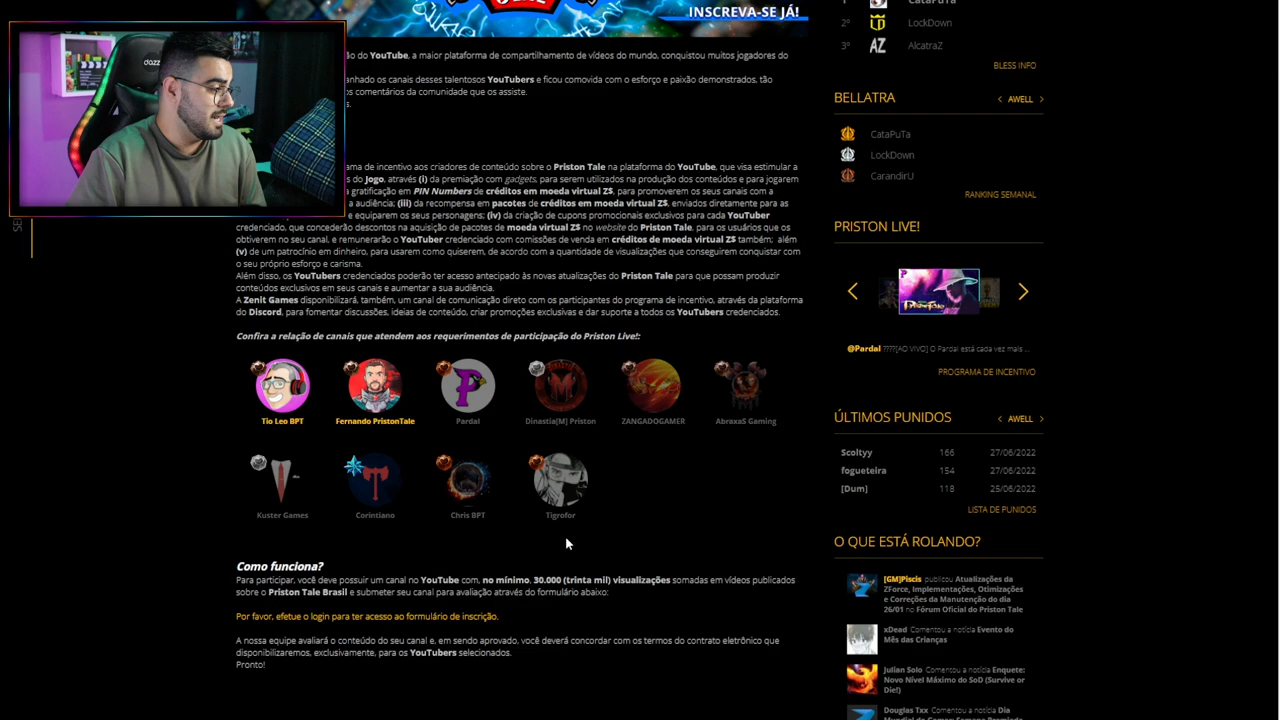 INSCREVA-SE JÁ!
ão do YouTube, a maior plataforma de compartilhamento de vídeos do mundo, conquistou muitos jogadores do
anhado os canais desses talentosos YouTubers e ficou comovida com o esforço e paixão demonstrados, tão
os comentários da comunidade que os assiste.
s.
ama de incentivo aos criadores de conteúdo sobre o Priston Tale na plataforma do YouTube, que visa estimular a
do Jogo, através (i) da premiação com gadgets, para serem utilizados na produção dos conteúdos e para jogarem
a gratificação em PIN Numbers de créditos em moeda virtual Z$, para promoverem os seus canais com a
a audiência; (iii) da recompensa em pacotes de créditos em moeda virtual Z$, enviados diretamente para as
e equiparem os seus personagens; (iv) da criação de cupons promocionais exclusivos para cada YouTuber
credenciado, que concederão descontos na aquisição de pacotes de moeda virtual Z$ no website do Priston Tale, para os usuários que os
obtiverem no seu canal, e remunerarão o YouTuber credenciado com comissões de venda em créditos de moeda virtual Z$ também; além
(v) de um patrocínio em dinheiro, para usarem como quiserem, de acordo com a quantidade de visualizações que conseguirem conquistar com
o seu próprio esforço e carisma.
Além disso, os YouTubers credenciados poderão ter acesso antecipado às novas atualizações do Priston Tale para que possam produzir
conteúdos exclusivos em seus canais e aumentar a sua audiência.
A Zenit Games disponibilizará, também, um canal de comunicação direto com os participantes do programa de incentivo, através da plataforma
do Discord, para fomentar discussões, ideias de conteúdo, criar promoções exclusivas e dar suporte a todos os YouTubers credenciados.
Confira a relação de canais que atendem aos requerimentos de participação do Priston Live!:
Tio Leo BPT
Fernando PristonTale
Pardal
Dinastia[M] Priston
ZANGADOGAMER
AbraxaS Gaming
Kuster Games
Corintiano
Chris BPT
Tigrofor
Como funciona?
Para participar, você deve possuir um canal no YouTube com, no mínimo, 30.000 (trinta mil) visualizações somadas em vídeos publicados
sobre o Priston Tale Brasil e submeter seu canal para avaliação através do formulário abaixo:
Por favor, efetue o login para ter acesso ao formulário de inscrição.
A nossa equipe avaliará o conteúdo do seu canal e, em sendo aprovado, você deverá concordar com os termos do contrato eletrônico que
disponibilizaremos, exclusivamente, para os YouTubers selecionados.
Pronto!
1º CataPuTa
2º LockDown
3º AZ AlcatraZ
BLESS INFO
BELLATRA
AWELL
CataPuTa
LockDown
CarandirU
RANKING SEMANAL
PRISTON LIVE!
@Pardal ????[AO VIVO] O Pardal está cada vez mais ...
PROGRAMA DE INCENTIVO
ÚLTIMOS PUNIDOS
AWELL
Scoltyy 166 27/06/2022
fogueteira 154 27/06/2022
[Dum] 118 25/06/2022
LISTA DE PUNIDOS
O QUE ESTÁ ROLANDO?
[GM]Piscis publicou Atualizações da
ZForce, Implementações, Otimizações
e Correções da Manutenção do dia
26/01 no Fórum Oficial do Priston Tale
xDead Comentou a notícia Evento do
Mês das Crianças
Julian Solo Comentou a notícia Enquete:
Novo Nível Máximo do SoD (Survive or
Die!)
Douglas Txx Comentou a notícia Dia